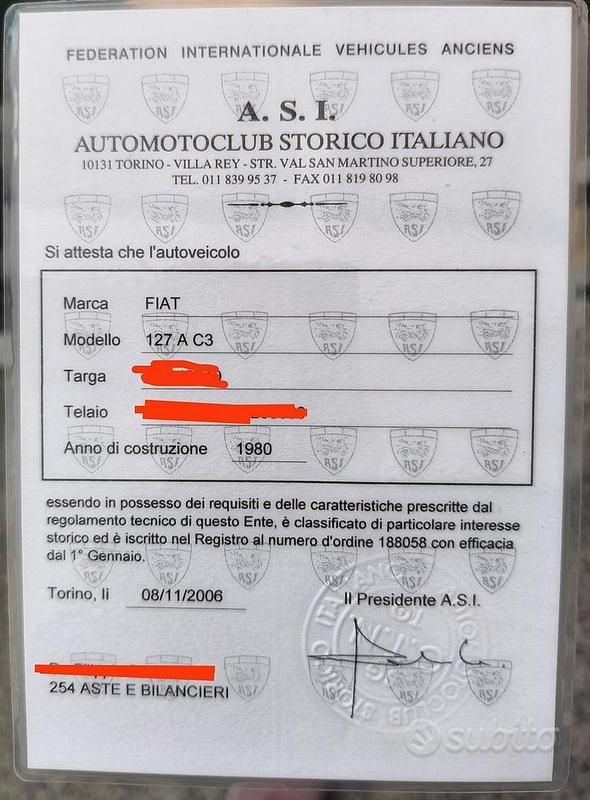 FEDERATION INTERNATIONALE VEHICULES ANCIENS
A. S. I.
AUTOMOTOCLUB STORICO ITALIANO
10131 TORINO - VILLA REY - STR. VAL SAN MARTINO SUPERIORE, 27
TEL. 011 839 95 37 - FAX 011 819 80 98
Si attesta che l'autoveicolo
Marca FIAT
Modello 127 A C3
Targa
Telaio
Anno di costruzione 1980
essendo in possesso dei requisiti e delle caratteristiche prescritte dal
regolamento tecnico di questo Ente, è classificato di particolare interesse
storico ed è iscritto nel Registro al numero d'ordine 188058 con efficacia
dal 1° Gennaio.
Torino, lì 08/11/2006
Il Presidente A.S.I.
254 ASTE E BILANCIERI
subito